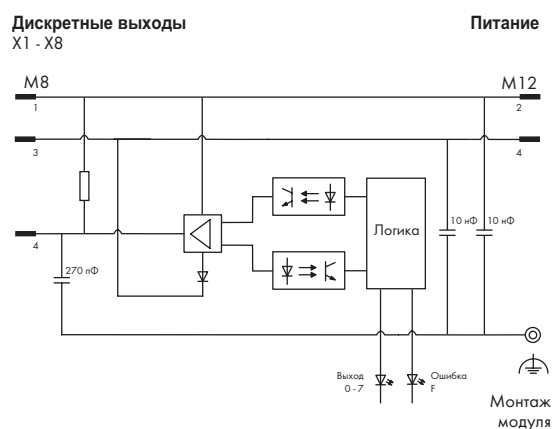 Дискретные выходы
Питание
X1 - X8
M8
M12
1
2
3
4
4
Логика
10 нФ
10 нФ
270 пФ
Выход
0 - 7
Ошибка
F
Монтаж
модуля